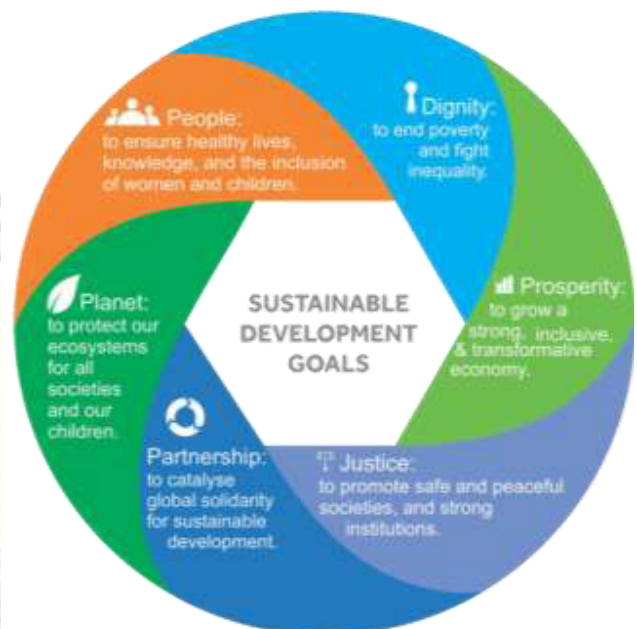 People:
to ensure healthy lives,
knowledge, and the inclusion
of women and children.
Dignity:
to end poverty
and fight
inequality.
Prosperity:
to grow a
strong, inclusive,
& transformative
economy.
Justice:
to promote safe and peaceful
societies, and strong
institutions.
Partnership:
to catalyse
global solidarity
for sustainable
development.
Planet:
to protect our
ecosystems
for all
societies
and our
children.
SUSTAINABLE
DEVELOPMENT
GOALS